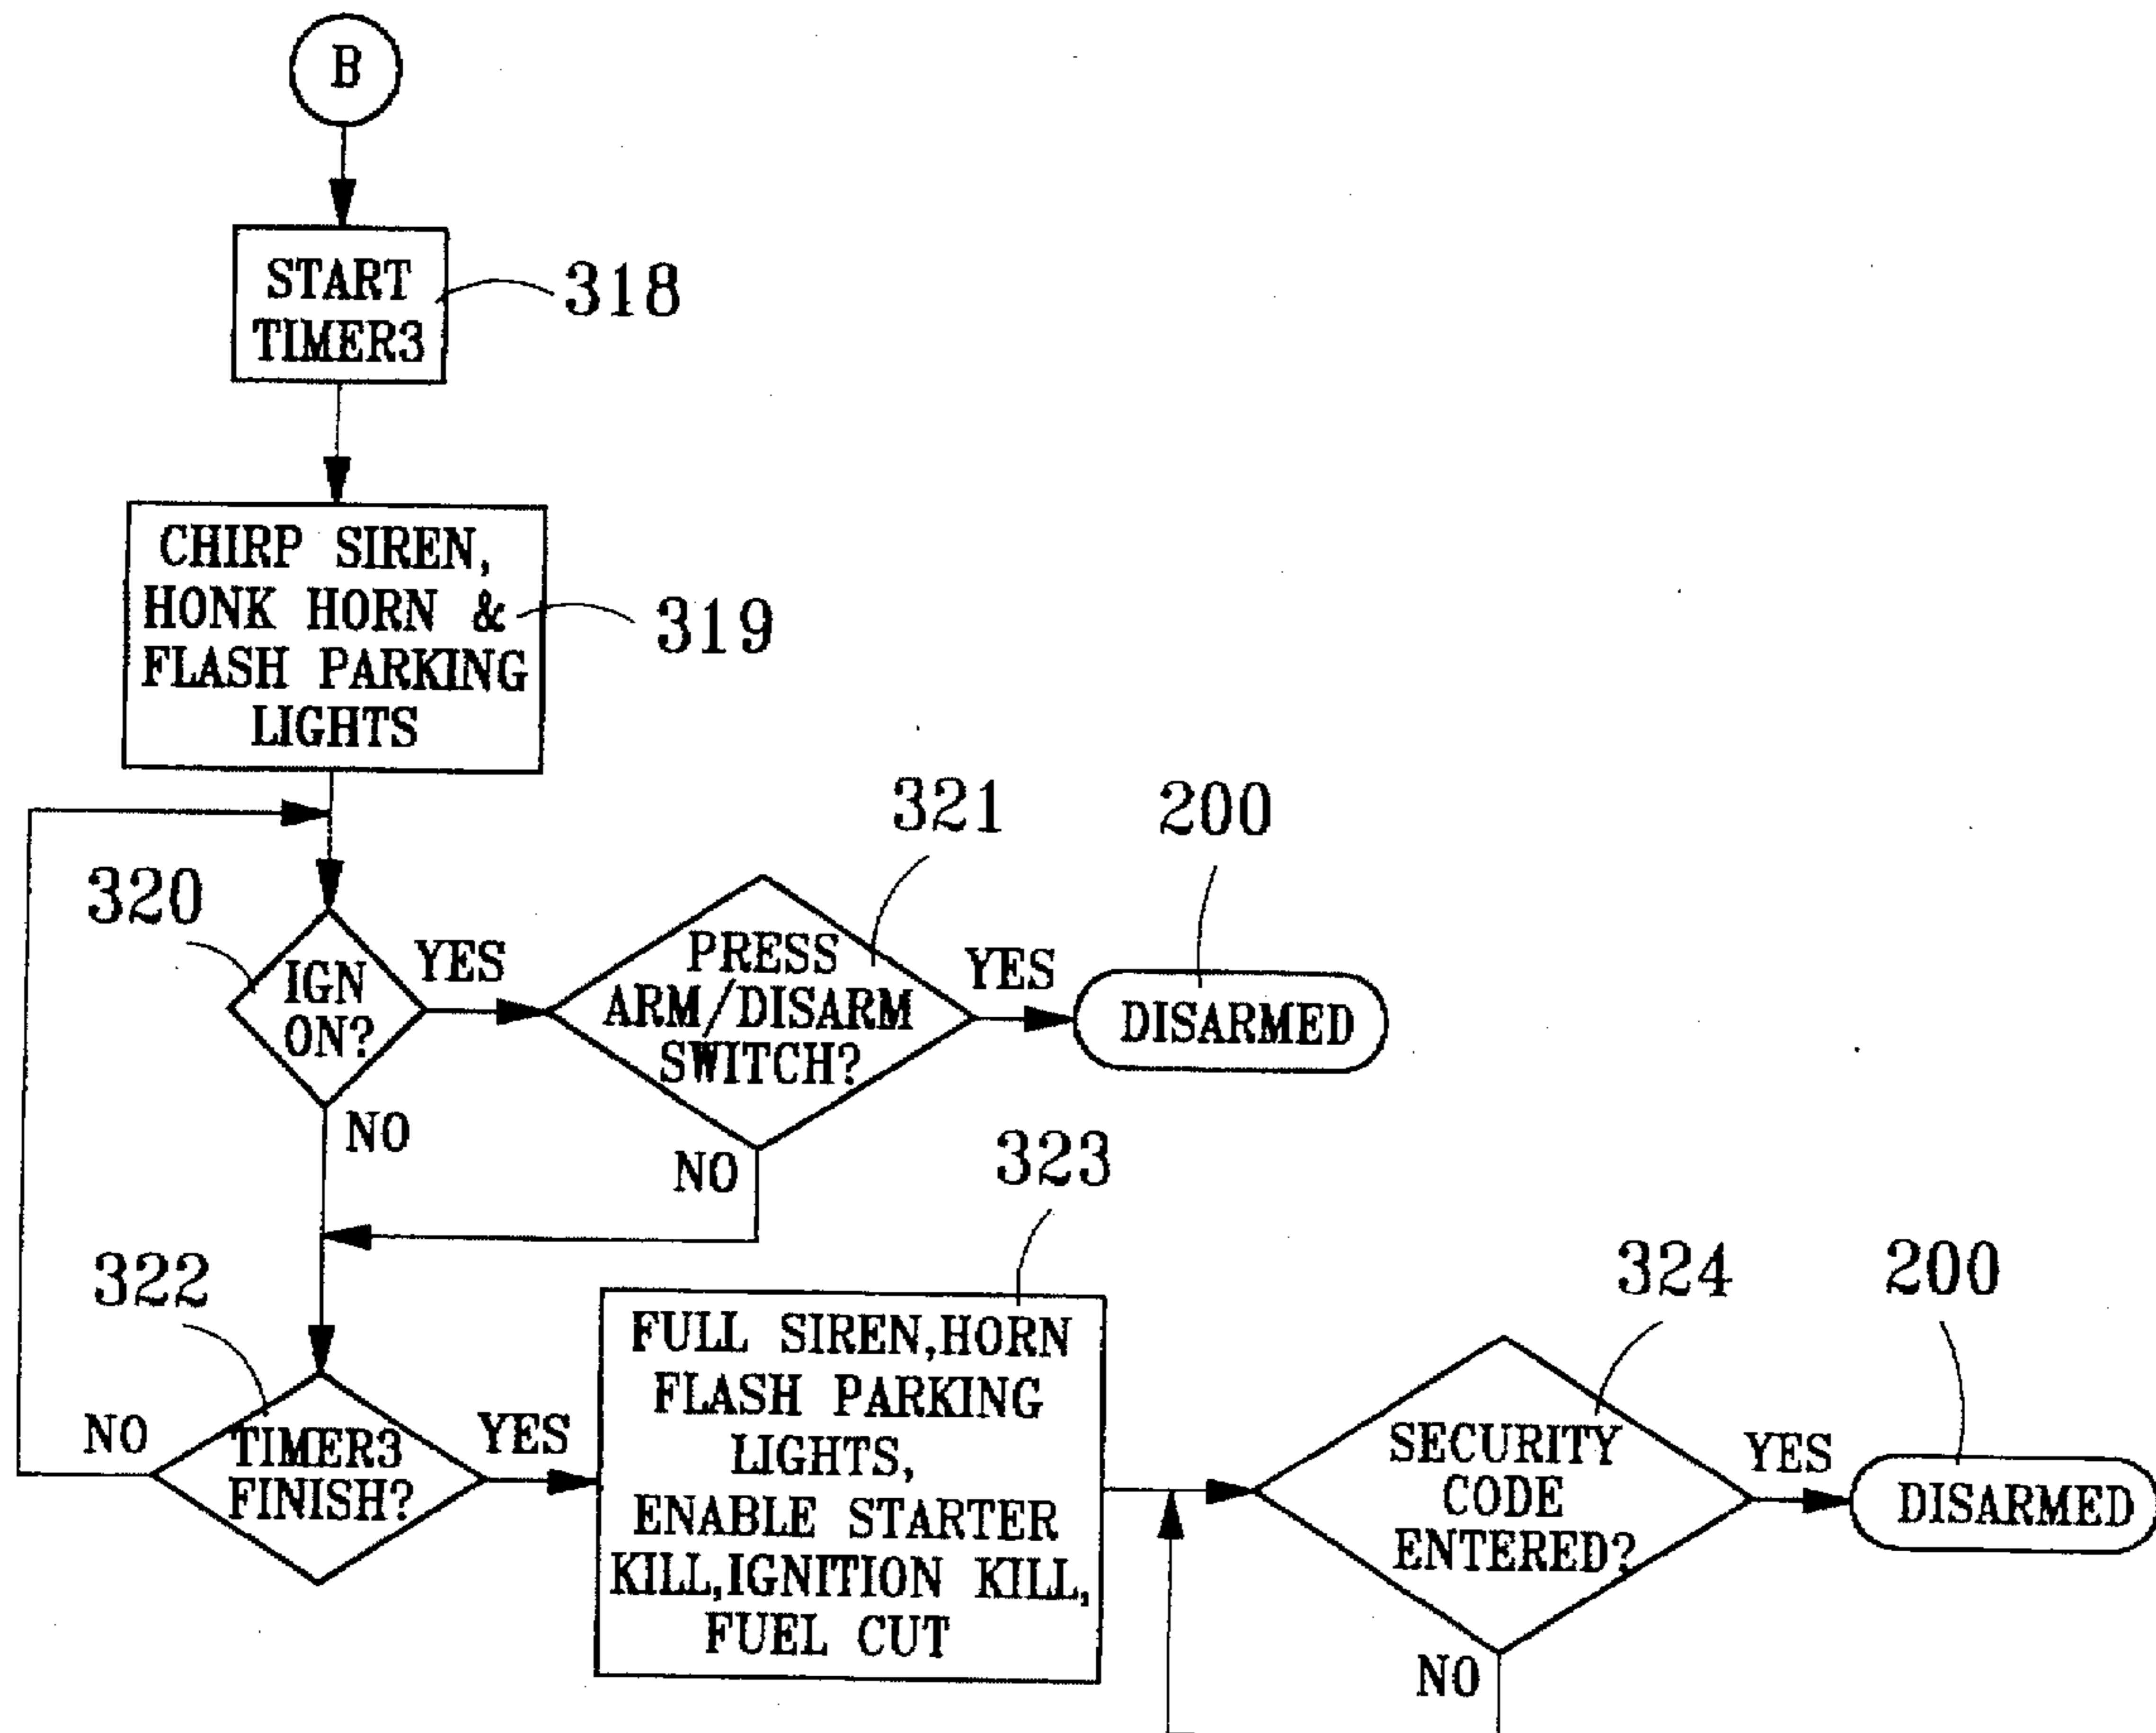 B
START
TIMER3
318
CHIRP SIREN,
HONK HORN &
FLASH PARKING
LIGHTS
319
320
IGN
ON?
YES
NO
321
PRESS
ARM/DISARM
SWITCH?
YES
NO
200
DISARMED
322
TIMER3
FINISH?
NO
YES
323
FULL SIREN,HORN
FLASH PARKING
LIGHTS,
ENABLE STARTER
KILL,IGNITION KILL,
FUEL CUT
324
SECURITY
CODE
ENTERED?
YES
NO
200
DISARMED